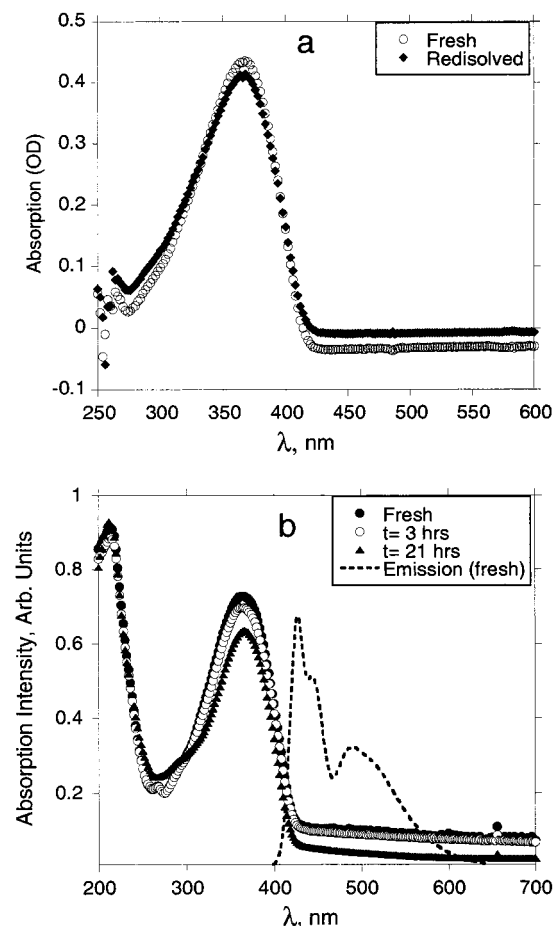 0.5
a
Fresh
Redisolved
0.4
0.3
0.2
0.1
0
-0.1
Absorption (OD)
250 300 350 400 450 500 550 600
λ, nm
1
b
Fresh
t= 3 hrs
t= 21 hrs
Emission (fresh)
0.8
0.6
0.4
0.2
Absorption Intensity, Arb. Units
200 300 400 500 600 700
λ, nm